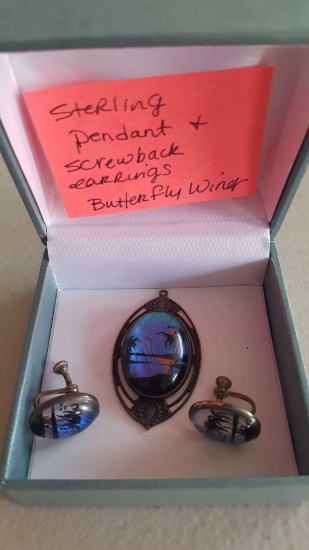 Sterling
pendant +
screwback
earrings
Butterfly Wings